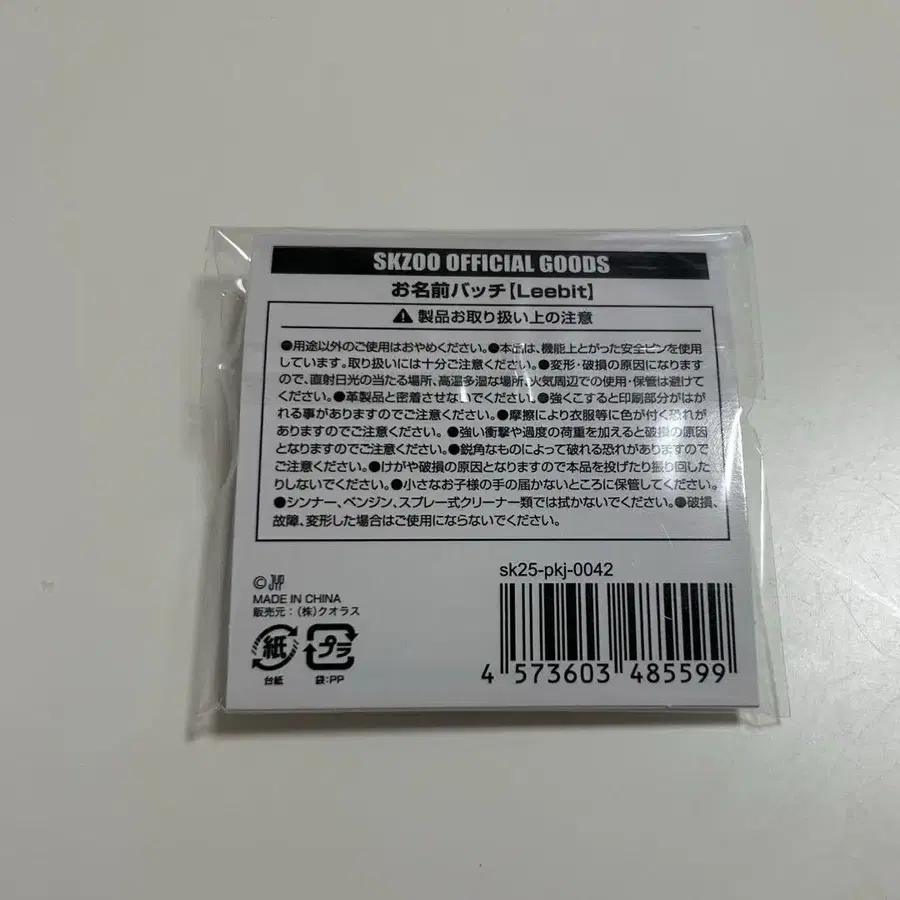 SKZOO OFFICIAL GOODS
お名前バッチ【Leebit】
⚠ 製品お取り扱い上の注意
●用途以外のご使用はおやめください。●本品は、機能上とがった安全ピンを使用
しています。取り扱いには十分ご注意ください。●変形・破損の原因になります
ので、直射日光の当たる場所、高温多湿な場所、火気周辺での使用・保管は避けて
ください。●革製品と密着させないでください。●強くこすると印刷部分がは
がれる事がありますのでご注意ください。●摩擦により衣服等に色が付く恐れが
ありますのでご注意ください。●強い衝撃や過度の荷重を加えると破損の原因
となりますのでご注意ください。●鋭角なものによって破れる恐れがありますので
ご注意ください。●けがや破損の原因となりますので本品を投げたり振り回した
りしないでください。●小さなお子様の手の届かないところに保管してください。
●シンナー、ベンジン、スプレー式クリーナー類では拭かないでください。●破損、
故障、変形した場合はご使用にならないでください。
sk25-pkj-0042
© JYP
MADE IN CHINA
販売元：（株）クオラス
紙 プラ
台紙 袋：PP
4 573603 485599